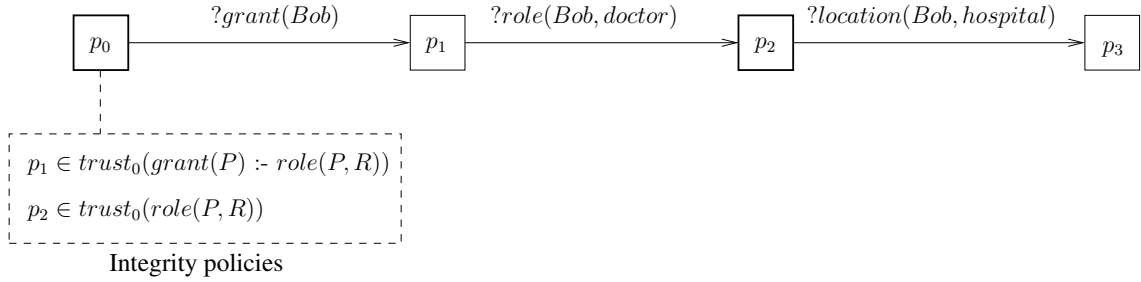 ?grant(Bob) ?role(Bob, doctor) ?location(Bob, hospital)
p₀ p₁ p₂ p₃
p₁ ∈ trust₀(grant(P) :- role(P, R))
p₂ ∈ trust₀(role(P, R))
Integrity policies